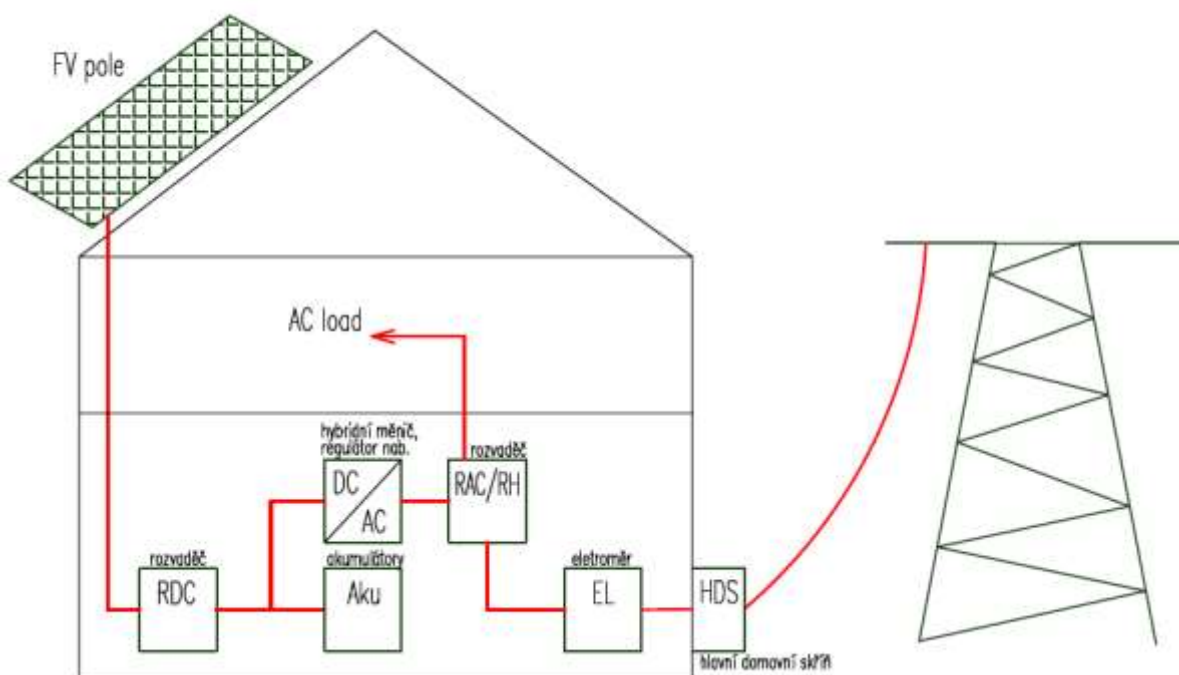 FV pole
AC load
hybridní měnič,
regulátor nab.
DC
AC
rozvaděč
RAC/RH
rozvaděč
RDC
akumulátory
Aku
eletroměr
EL
HDS
hlavní domovní skříň